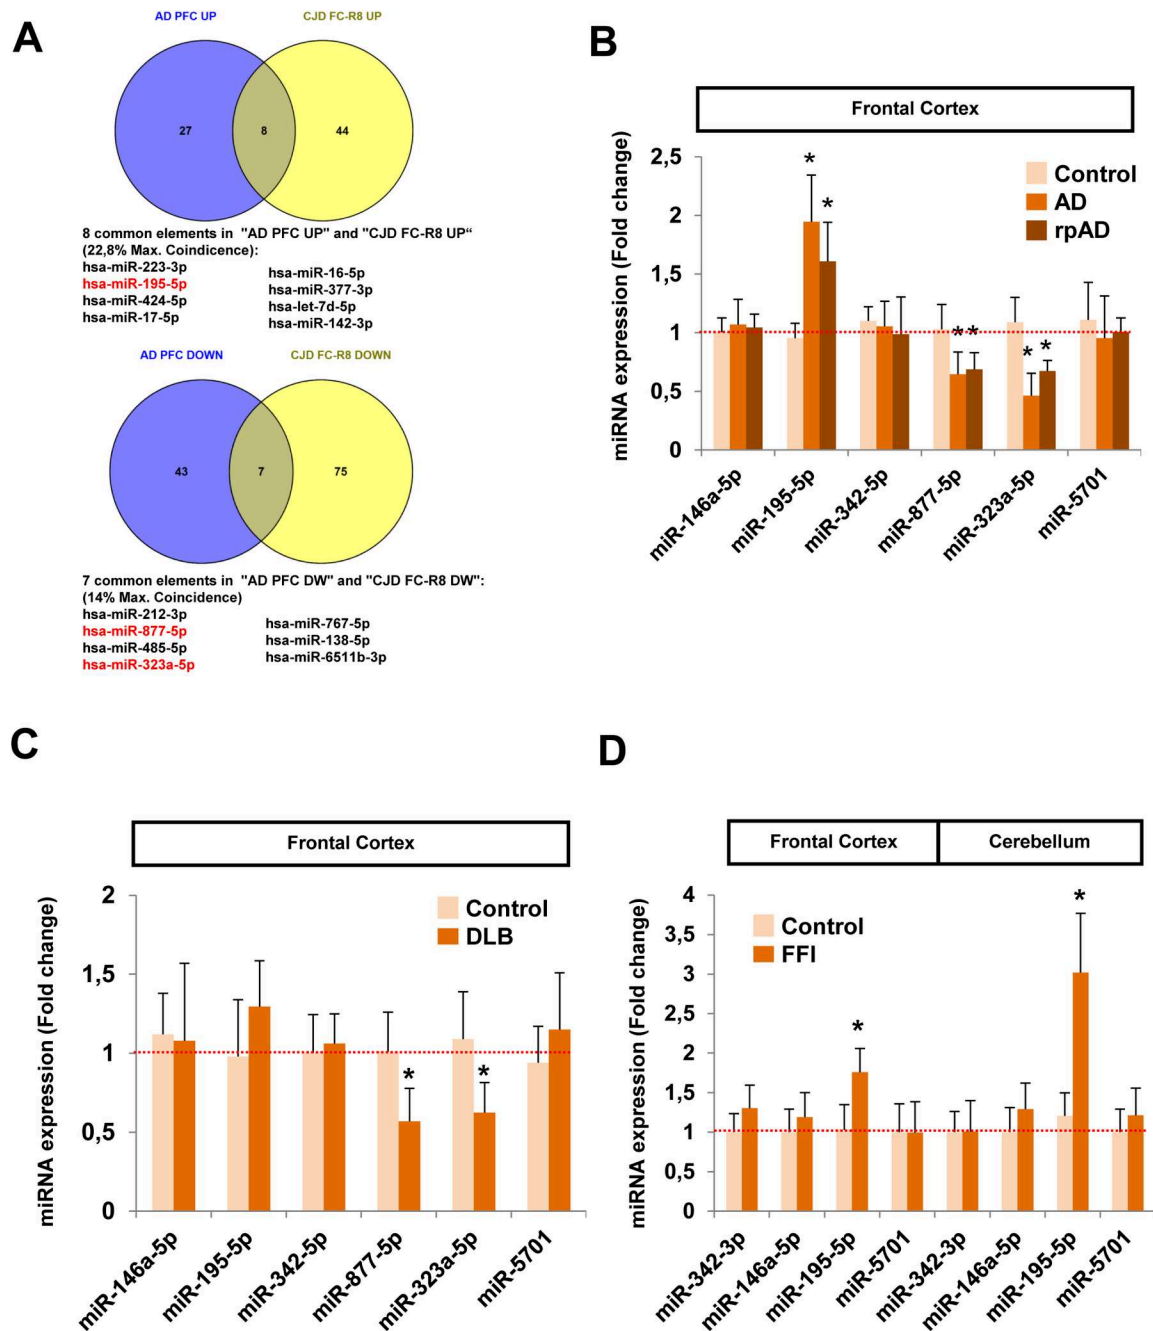 A
AD PFC UP
CJD FC-R8 UP
27
8
44
8 common elements in "AD PFC UP" and "CJD FC-R8 UP“
(22,8% Max. Coindicence):
hsa-miR-223-3p
hsa-miR-195-5p
hsa-miR-424-5p
hsa-miR-17-5p
hsa-miR-16-5p
hsa-miR-377-3p
hsa-let-7d-5p
hsa-miR-142-3p
AD PFC DOWN
CJD FC-R8 DOWN
43
7
75
7 common elements in "AD PFC DW" and "CJD FC-R8 DW":
(14% Max. Coincidence)
hsa-miR-212-3p
hsa-miR-877-5p
hsa-miR-485-5p
hsa-miR-323a-5p
hsa-miR-767-5p
hsa-miR-138-5p
hsa-miR-6511b-3p
B
Frontal Cortex
miRNA expression (Fold change)
2,5
2
1,5
1
0,5
0
Control
AD
rpAD
*
*
*
*
*
*
miR-146a-5p
miR-195-5p
miR-342-5p
miR-877-5p
miR-323a-5p
miR-5701
C
Frontal Cortex
miRNA expression (Fold change)
2
1,5
1
0,5
0
Control
DLB
*
*
miR-146a-5p
miR-195-5p
miR-342-5p
miR-877-5p
miR-323a-5p
miR-5701
D
Frontal Cortex
Cerebellum
miRNA expression (Fold change)
4
3,5
3
2,5
2
1,5
1
0,5
0
Control
FFI
*
*
miR-342-3p
miR-146a-5p
miR-195-5p
miR-5701
miR-342-3p
miR-146a-5p
miR-195-5p
miR-5701